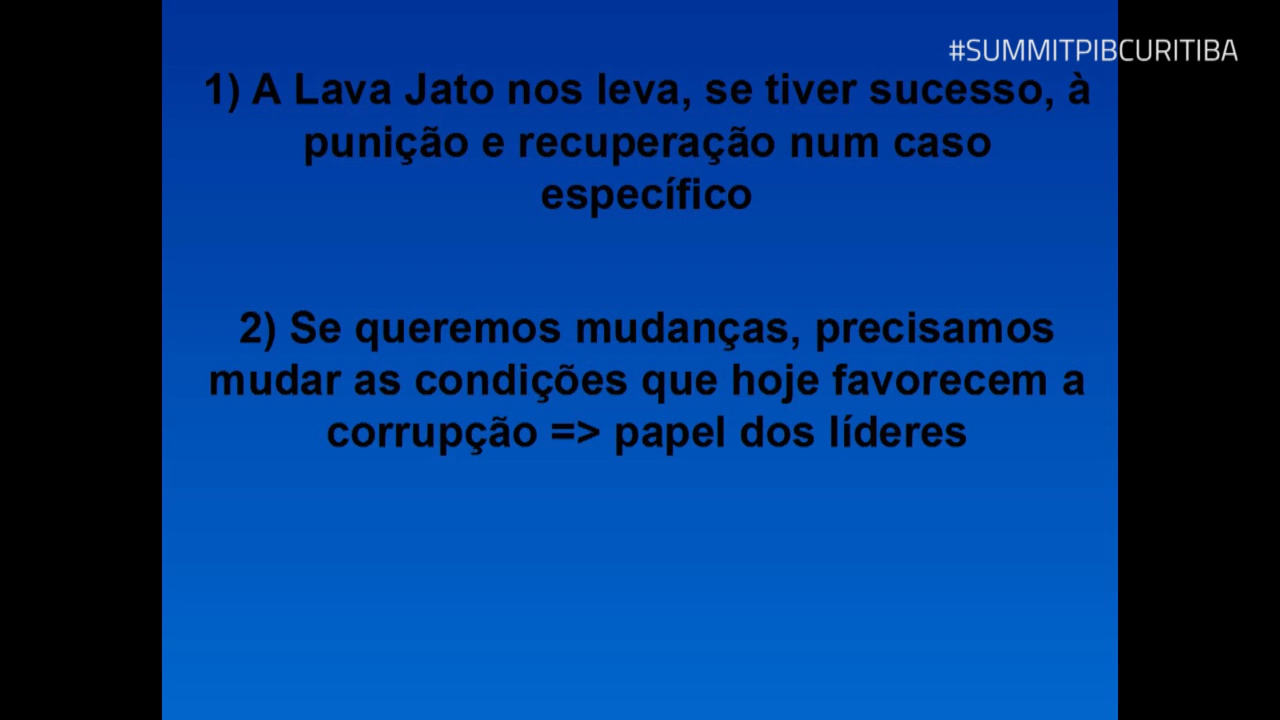 #SUMMITPIBCURITIBA
1) A Lava Jato nos leva, se tiver sucesso, à
punição e recuperação num caso
específico
2) Se queremos mudanças, precisamos
mudar as condições que hoje favorecem a
corrupção => papel dos líderes